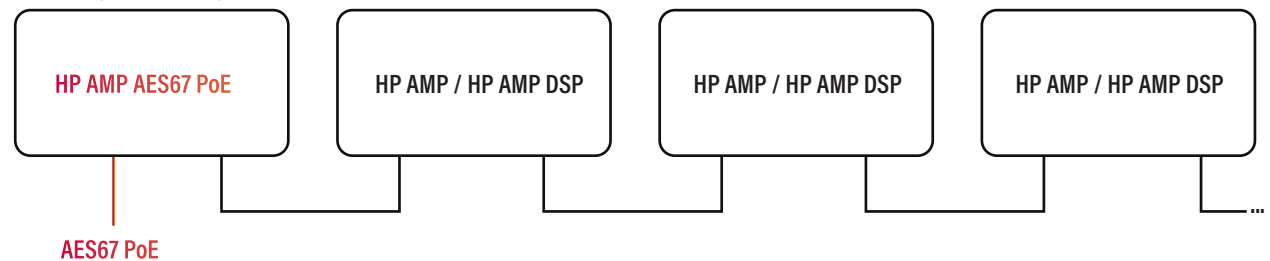 HP AMP AES67 PoE
HP AMP / HP AMP DSP
HP AMP / HP AMP DSP
HP AMP / HP AMP DSP
...
AES67 PoE